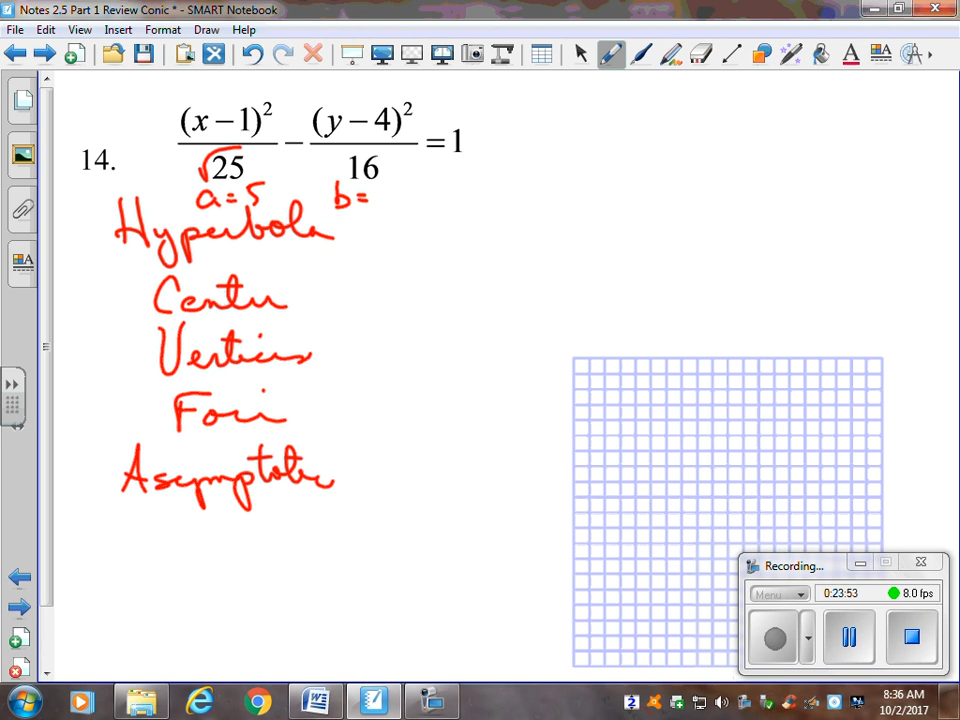 Notes 2.5 Part 1 Review Conic * - SMART Notebook
File Edit View Insert Format Draw Help
14. (x − 1)² / √25 − (y − 4)² / 16 = 1
a = 5 b =
Hyperbola
Center
Vertices
Foci
Asymptotes
Recording...
Menu 0:23:53 8.0 fps
8:36 AM
10/2/2017